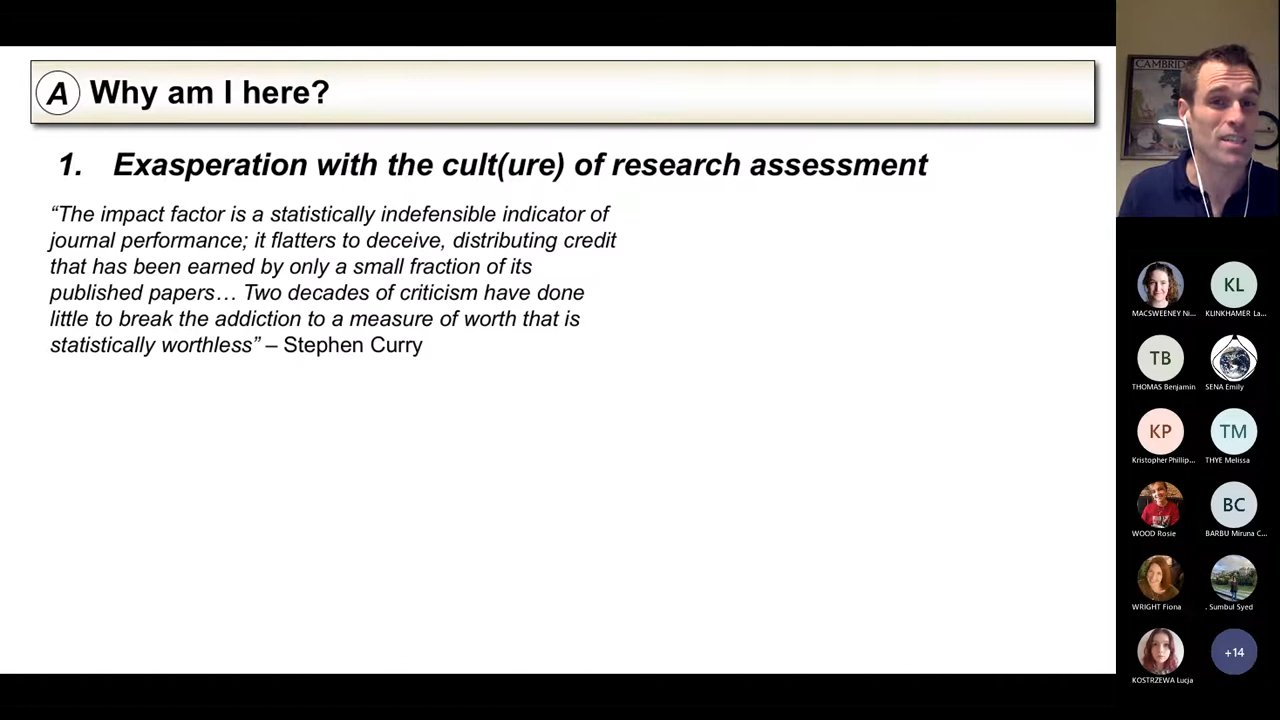 A Why am I here?
1. Exasperation with the cult(ure) of research assessment
“The impact factor is a statistically indefensible indicator of
journal performance; it flatters to deceive, distributing credit
that has been earned by only a small fraction of its
published papers… Two decades of criticism have done
little to break the addiction to a measure of worth that is
statistically worthless” – Stephen Curry
CAMBRID
MACSWEENEY Ni...
KL
KLINKHAMER La...
TB
THOMAS Benjamin
SENA Emily
KP
Kristopher Phillip...
TM
THYE Melissa
WOOD Rosie
BC
BARBU Miruna C...
WRIGHT Fiona
. Sumbul Syed
KOSTRZEWA Lucja
+14